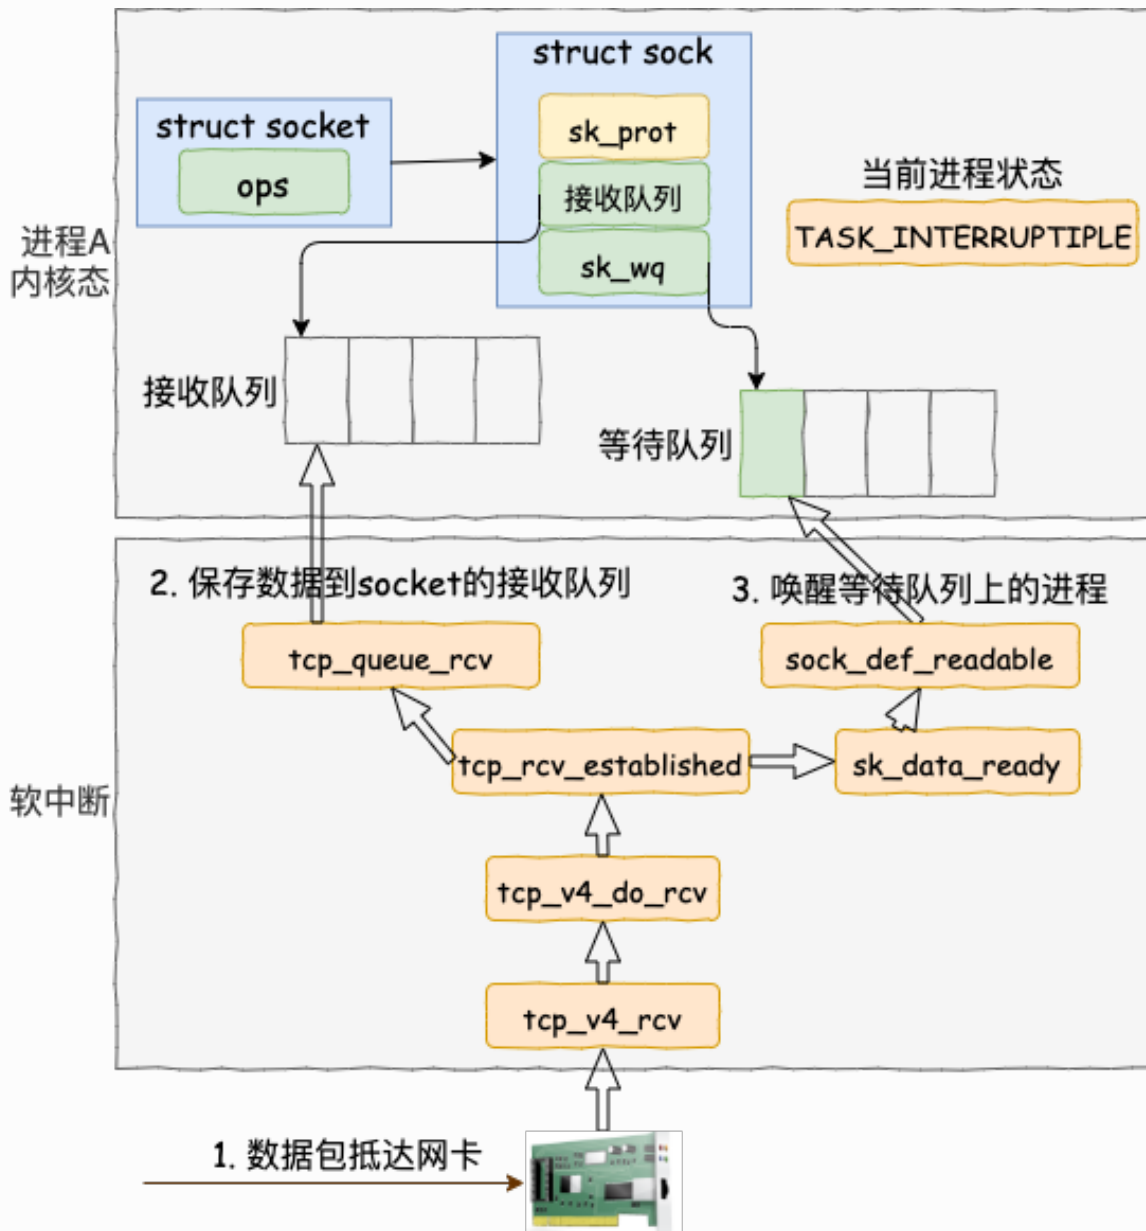 struct sock
struct socket
sk_prot
ops
接收队列
sk_wq
当前进程状态
TASK_INTERRUPTIPLE
进程A
内核态
接收队列
等待队列
2. 保存数据到socket的接收队列
3. 唤醒等待队列上的进程
tcp_queue_rcv
sock_def_readable
tcp_rcv_established
sk_data_ready
软中断
tcp_v4_do_rcv
tcp_v4_rcv
1. 数据包抵达网卡